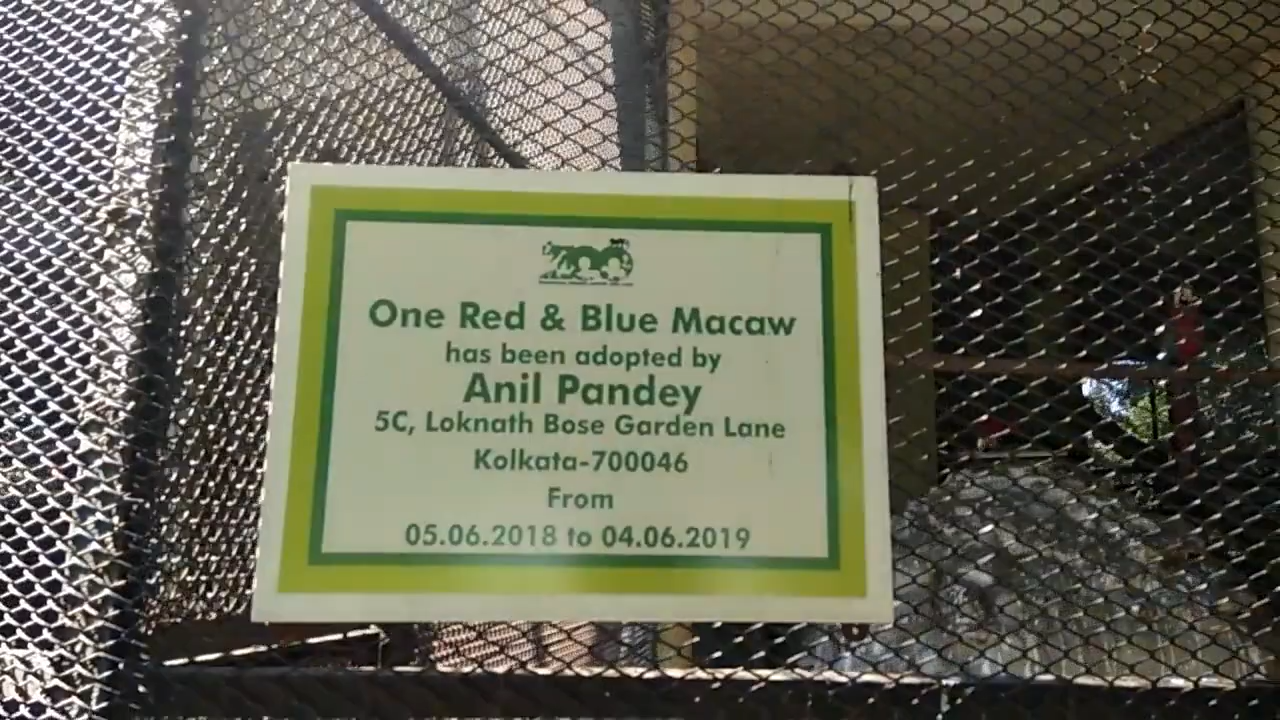 One Red & Blue Macaw
has been adopted by
Anil Pandey
5C, Loknath Bose Garden Lane
Kolkata-700046
From
05.06.2018 to 04.06.2019